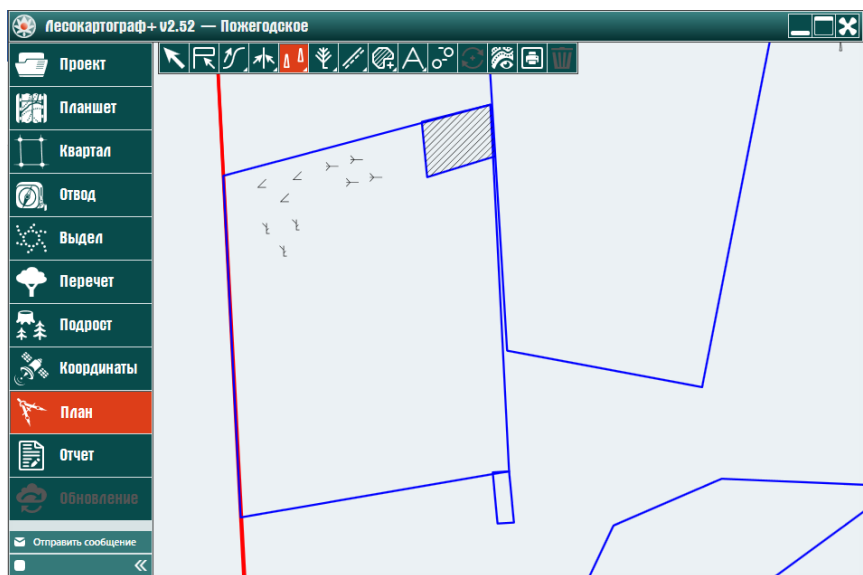 Лесокартограф+ v2.52 — Пожегодское
Проект
Планшет
Квартал
Отвод
Выдел
Перечет
Подрост
Координаты
План
Отчет
Обновление
Отправить сообщение